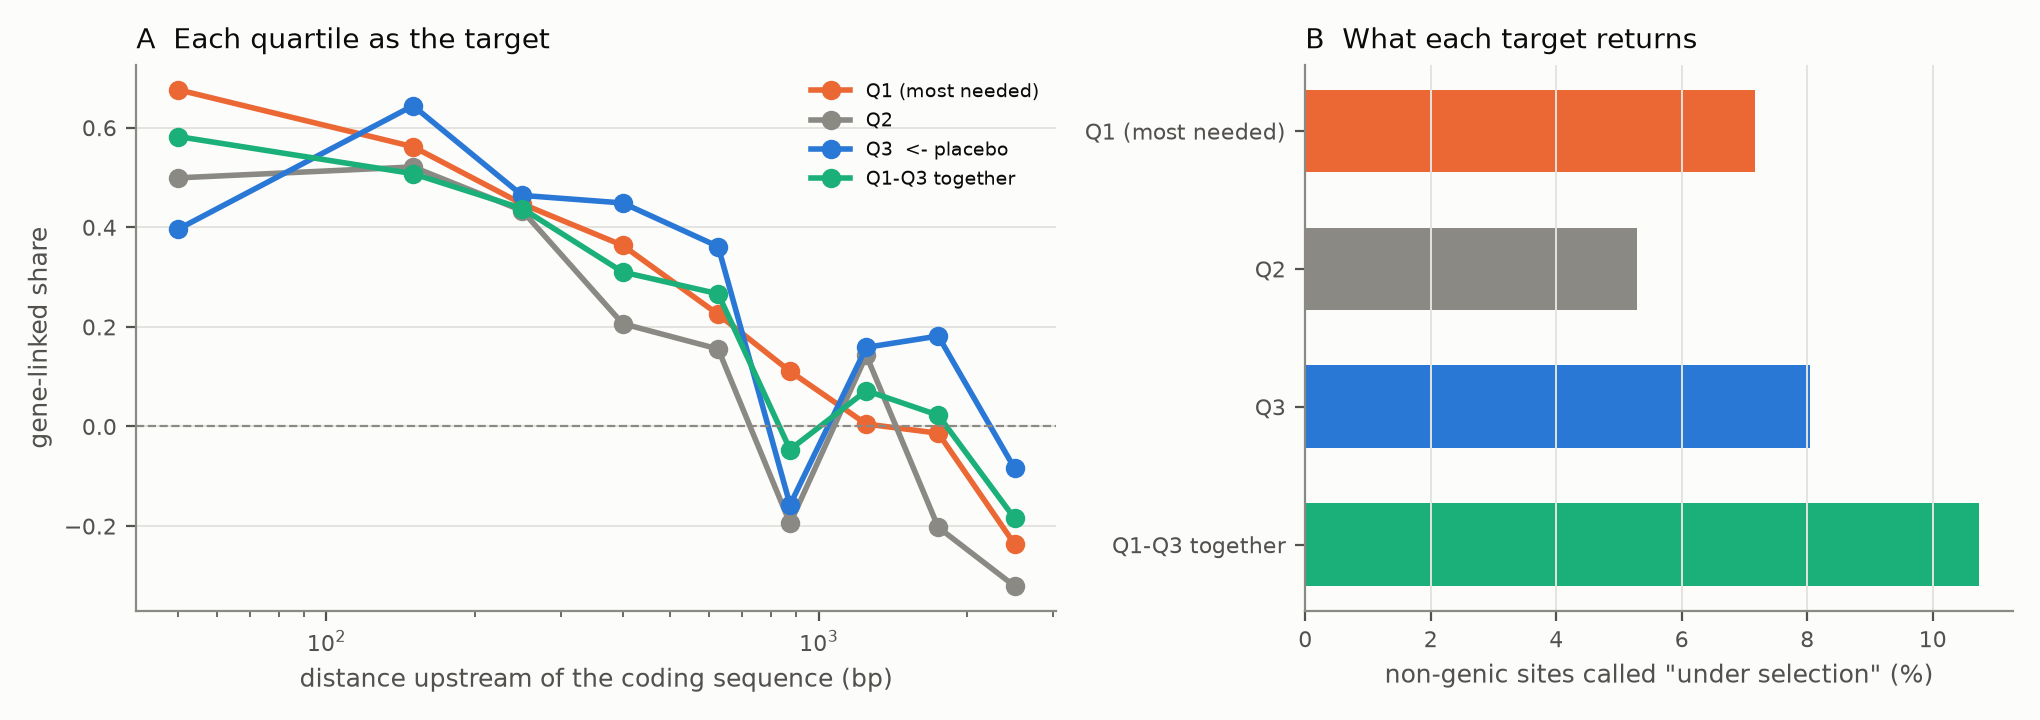 A  Each quartile as the target
gene-linked share
0.6
0.4
0.2
0.0
−0.2
10²
10³
distance upstream of the coding sequence (bp)
Q1 (most needed)
Q2
Q3  <- placebo
Q1-Q3 together
B  What each target returns
Q1 (most needed)
Q2
Q3
Q1-Q3 together
0 2 4 6 8 10
non-genic sites called "under selection" (%)